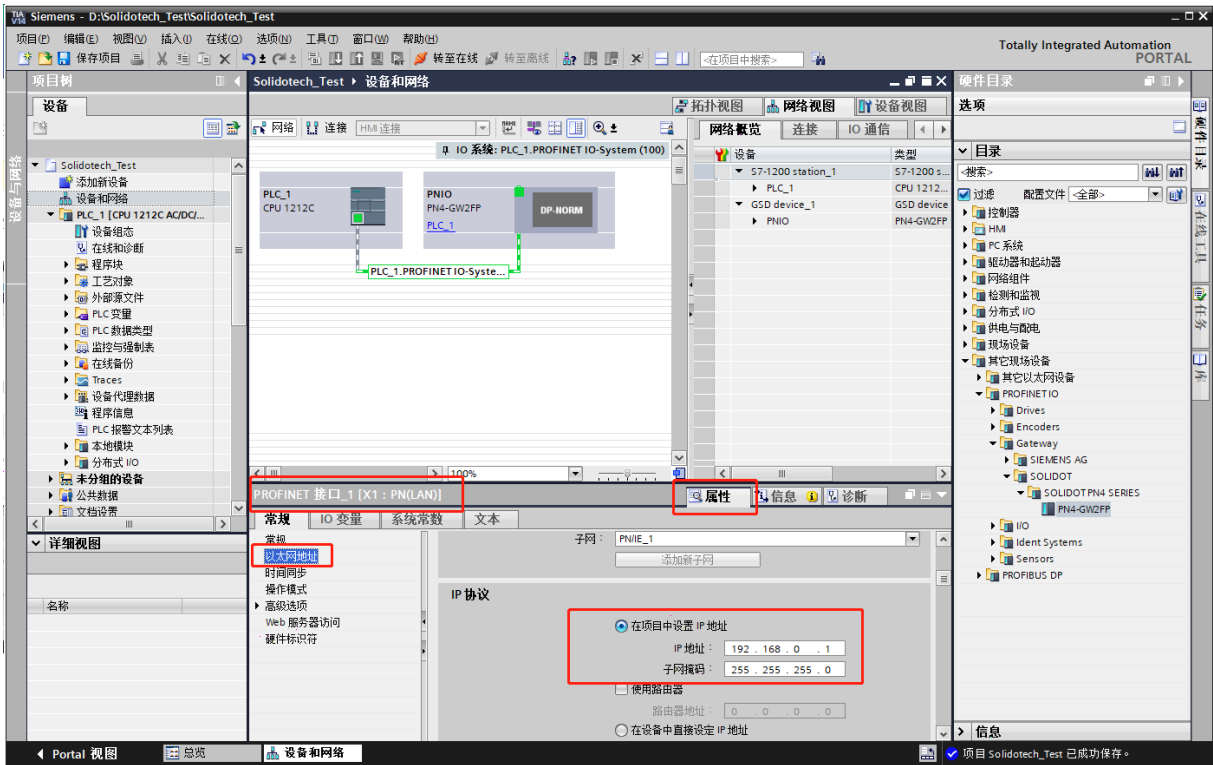 TIA V14 Siemens - D:\Solidotech_Test\Solidotech_Test
项目(P) 编辑(E) 视图(V) 插入(I) 在线(O) 选项(N) 工具(T) 窗口(W) 帮助(H)
Totally Integrated Automation
PORTAL
保存项目 转至在线 转至离线 <在项目中搜索>
项目树
设备
设备与网络
Solidotech_Test
添加新设备
设备和网络
PLC_1 [CPU 1212C AC/DC/...
设备组态
在线和诊断
程序块
工艺对象
外部源文件
PLC 变量
PLC 数据类型
监控与强制表
在线备份
Traces
设备代理数据
程序信息
PLC 报警文本列表
本地模块
分布式 I/O
未分组的设备
公共数据
文档设置
详细视图
名称
Solidotech_Test ▸ 设备和网络
拓扑视图 网络视图 设备视图
网络 连接 HMI 连接
IO 系统: PLC_1.PROFINET IO-System (100)
PLC_1
CPU 1212C
PNIO
PN4-GW2FP
PLC_1
DP-NORM
PLC_1.PROFINET IO-Syste...
100%
网络概览 连接 IO 通信
设备 类型
S7-1200 station_1 S7-1200 s...
PLC_1 CPU 1212...
GSD device_1 GSD device
PNIO PN4-GW2FP
PROFINET 接口_1 [X1 : PN(LAN)]
属性 信息 诊断
常规 IO 变量 系统常数 文本
常规
以太网地址
时间同步
操作模式
高级选项
Web 服务器访问
硬件标识符
子网: PN/IE_1
添加新子网
IP 协议
在项目中设置 IP 地址
IP 地址: 192 . 168 . 0 . 1
子网掩码: 255 . 255 . 255 . 0
使用路由器
路由器地址: 0 . 0 . 0 . 0
在设备中直接设定 IP 地址
硬件目录
选项
目录
<搜索>
过滤 配置文件 <全部>
控制器
HMI
PC 系统
驱动器和起动器
网络组件
检测和监视
分布式 I/O
供电与配电
现场设备
其它现场设备
其它以太网设备
PROFINET IO
Drives
Encoders
Gateway
SIEMENS AG
SOLIDOT
SOLIDOT PN4 SERIES
PN4-GW2FP
I/O
Ident Systems
Sensors
PROFIBUS DP
信息
硬件目录
在线工具
任务
库
Portal 视图 总览 设备和网络
项目 Solidotech_Test 已成功保存。